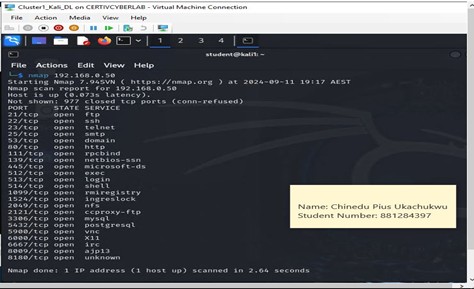 Cluster1_Kali_DL on CERTIVCYBERLAB - Virtual Machine Connection
File Action Media View Help
1 2 3 4
student@kali1: ~
File Actions Edit View Help
$ nmap 192.168.0.50
Starting Nmap 7.94SVN ( https://nmap.org ) at 2024-09-11 19:17 AEST
Nmap scan report for 192.168.0.50
Host is up (0.073s latency).
Not shown: 977 closed tcp ports (conn-refused)
PORT STATE SERVICE
21/tcp open ftp
22/tcp open ssh
23/tcp open telnet
25/tcp open smtp
53/tcp open domain
80/tcp open http
111/tcp open rpcbind
139/tcp open netbios-ssn
445/tcp open microsoft-ds
512/tcp open exec
513/tcp open login
514/tcp open shell
1099/tcp open rmiregistry
1524/tcp open ingreslock
2049/tcp open nfs
2121/tcp open ccproxy-ftp
3306/tcp open mysql
5432/tcp open postgresql
5900/tcp open vnc
6000/tcp open X11
6667/tcp open irc
8009/tcp open ajp13
8180/tcp open unknown
Name: Chinedu Pius Ukachukwu
Student Number: 881284397
Nmap done: 1 IP address (1 host up) scanned in 2.64 seconds